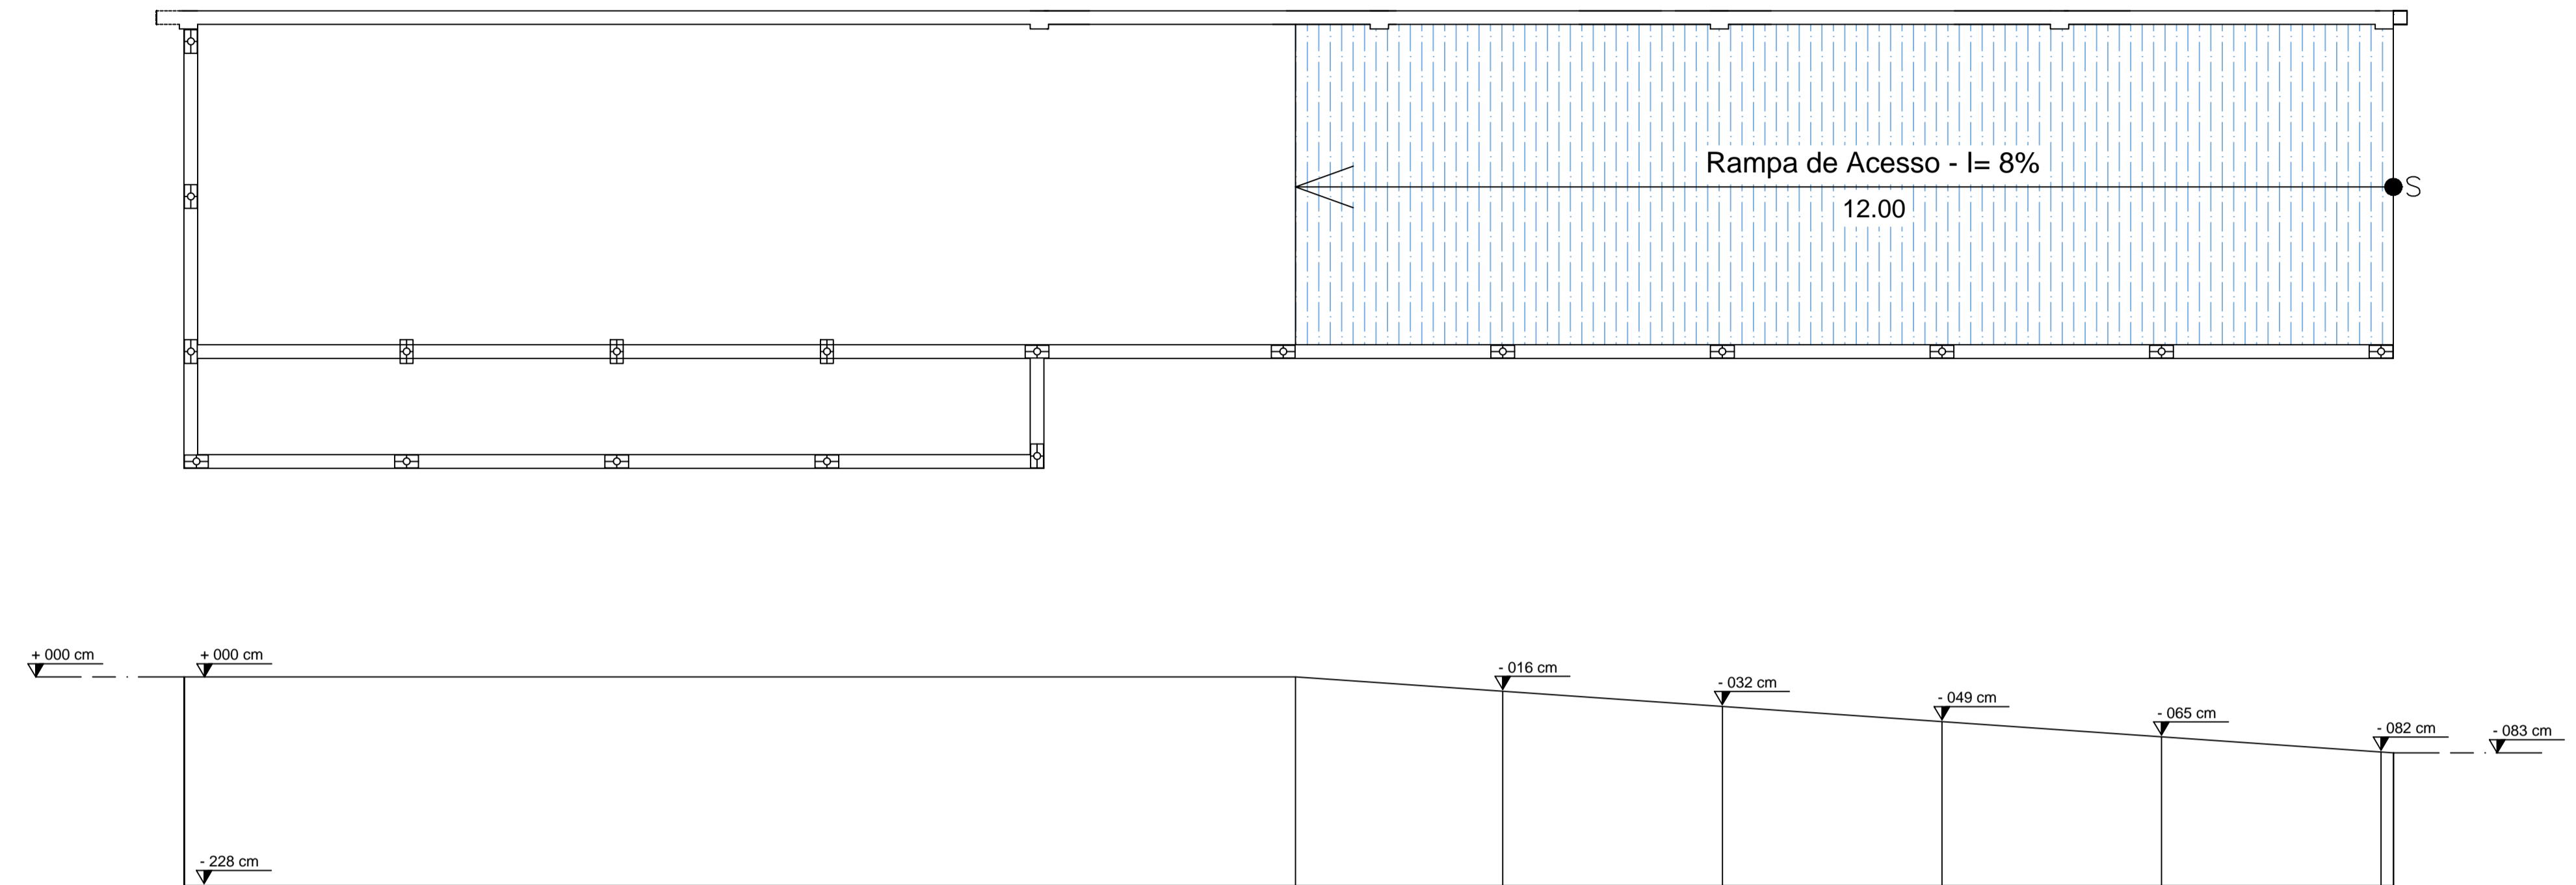 Rampa de Acesso - I= 8%
12.00
S
+ 000 cm
+ 000 cm
- 016 cm
- 032 cm
- 049 cm
- 065 cm
- 082 cm
- 083 cm
- 228 cm